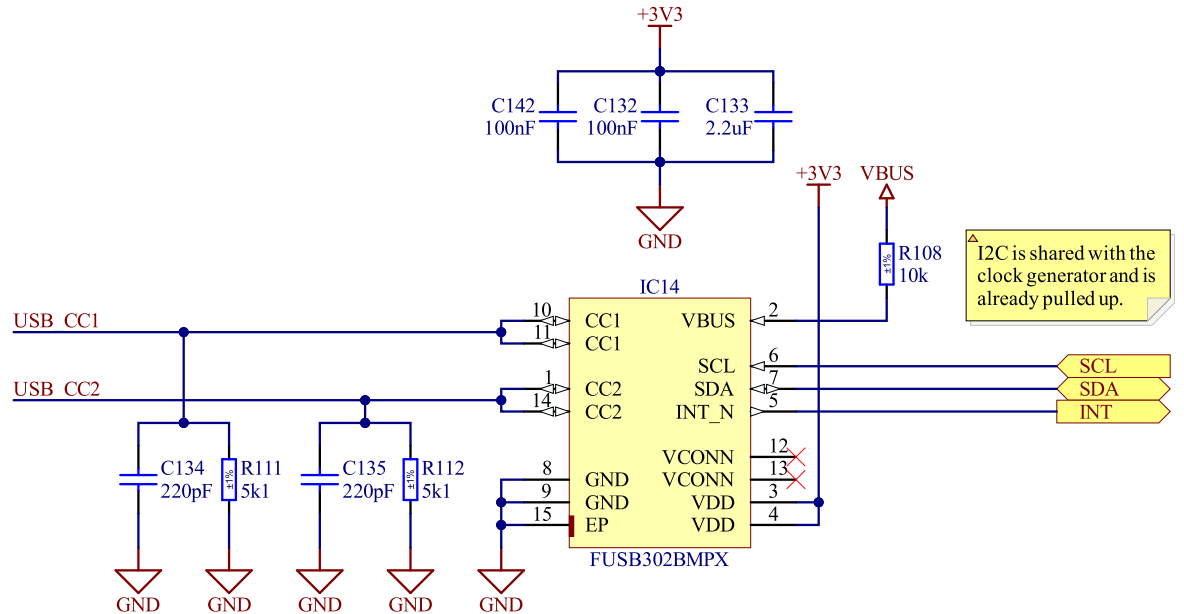 +3V3
C142
100nF
C132
100nF
C133
2.2uF
GND
+3V3
VBUS
±1%
R108
10k
I2C is shared with the
clock generator and is
already pulled up.
IC14
USB_CC1
USB_CC2
10
11
1
14
8
9
15
CC1
CC1
CC2
CC2
GND
GND
EP
VBUS
SCL
SDA
INT_N
VCONN
VCONN
VDD
VDD
2
6
7
5
12
13
3
4
SCL
SDA
INT
FUSB302BMPX
C134
220pF
±1%
R111
5k1
C135
220pF
±1%
R112
5k1
GND
GND
GND
GND
GND